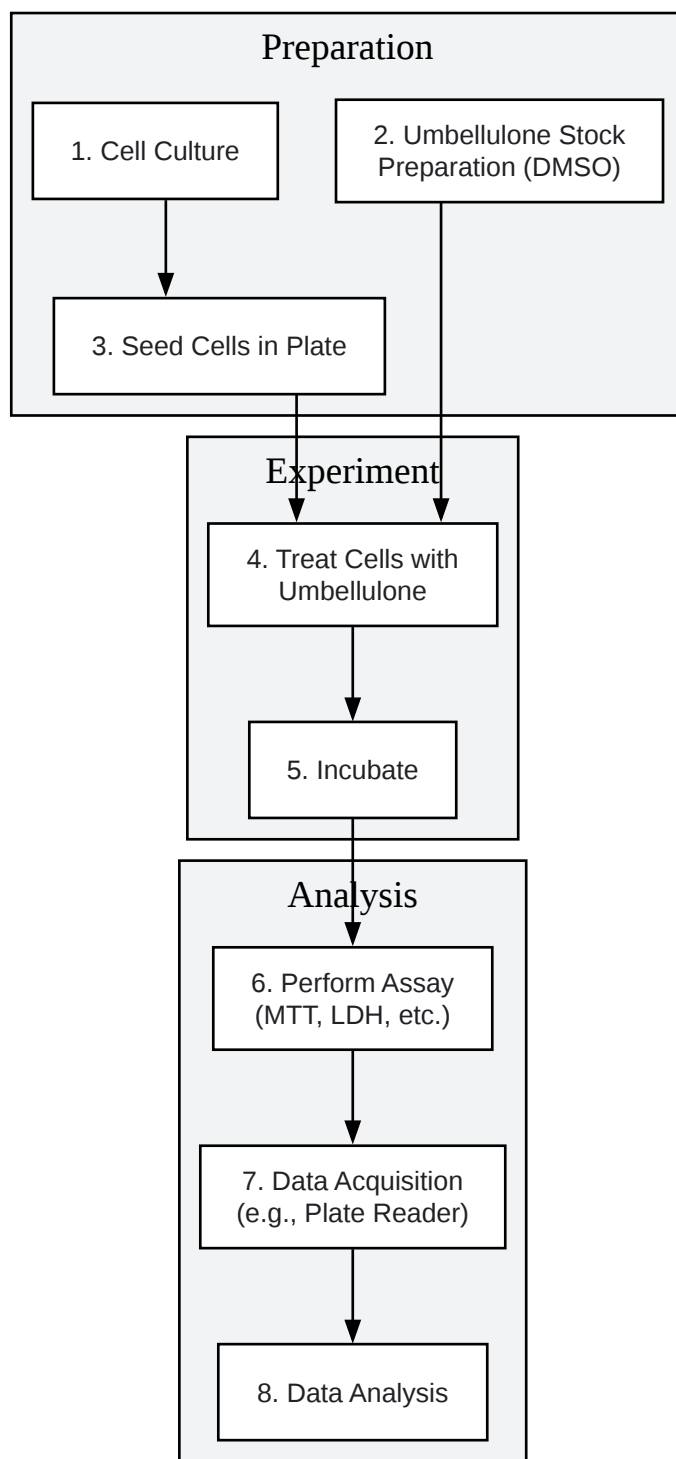 Preparation
1. Cell Culture
2. Umbellulone Stock
Preparation (DMSO)
3. Seed Cells in Plate
Experiment
4. Treat Cells with
Umbellulone
5. Incubate
Analysis
6. Perform Assay
(MTT, LDH, etc.)
7. Data Acquisition
(e.g., Plate Reader)
8. Data Analysis